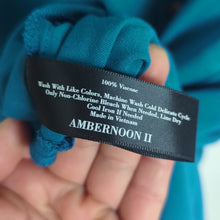 100% Viscose
Wash With Like Colors, Machine Wash Cold Delicate Cycle
Only Non-Chlorine Bleach When Needed, Line Dry
Cool Iron If Needed
Made in Vietnam
AMBERNOON II